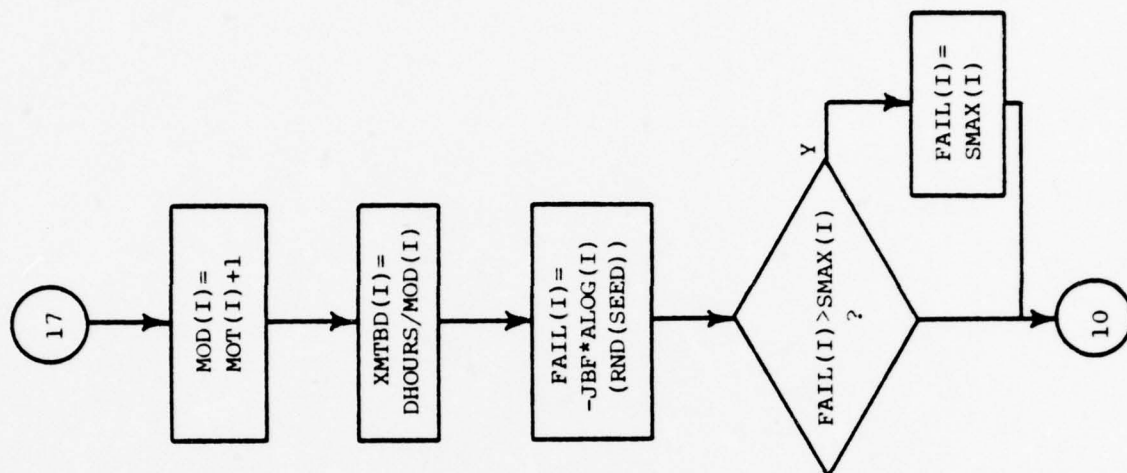 17
MOD(I)=
MOT(I)+1
XMTBD(I)=
DHOURS/MOD(I)
FAIL(I)=
-JBF*ALOG(I)
(RND(SEED))
FAIL(I)>SMAX(I)
?
Y
FAIL(I)=
SMAX(I)
10